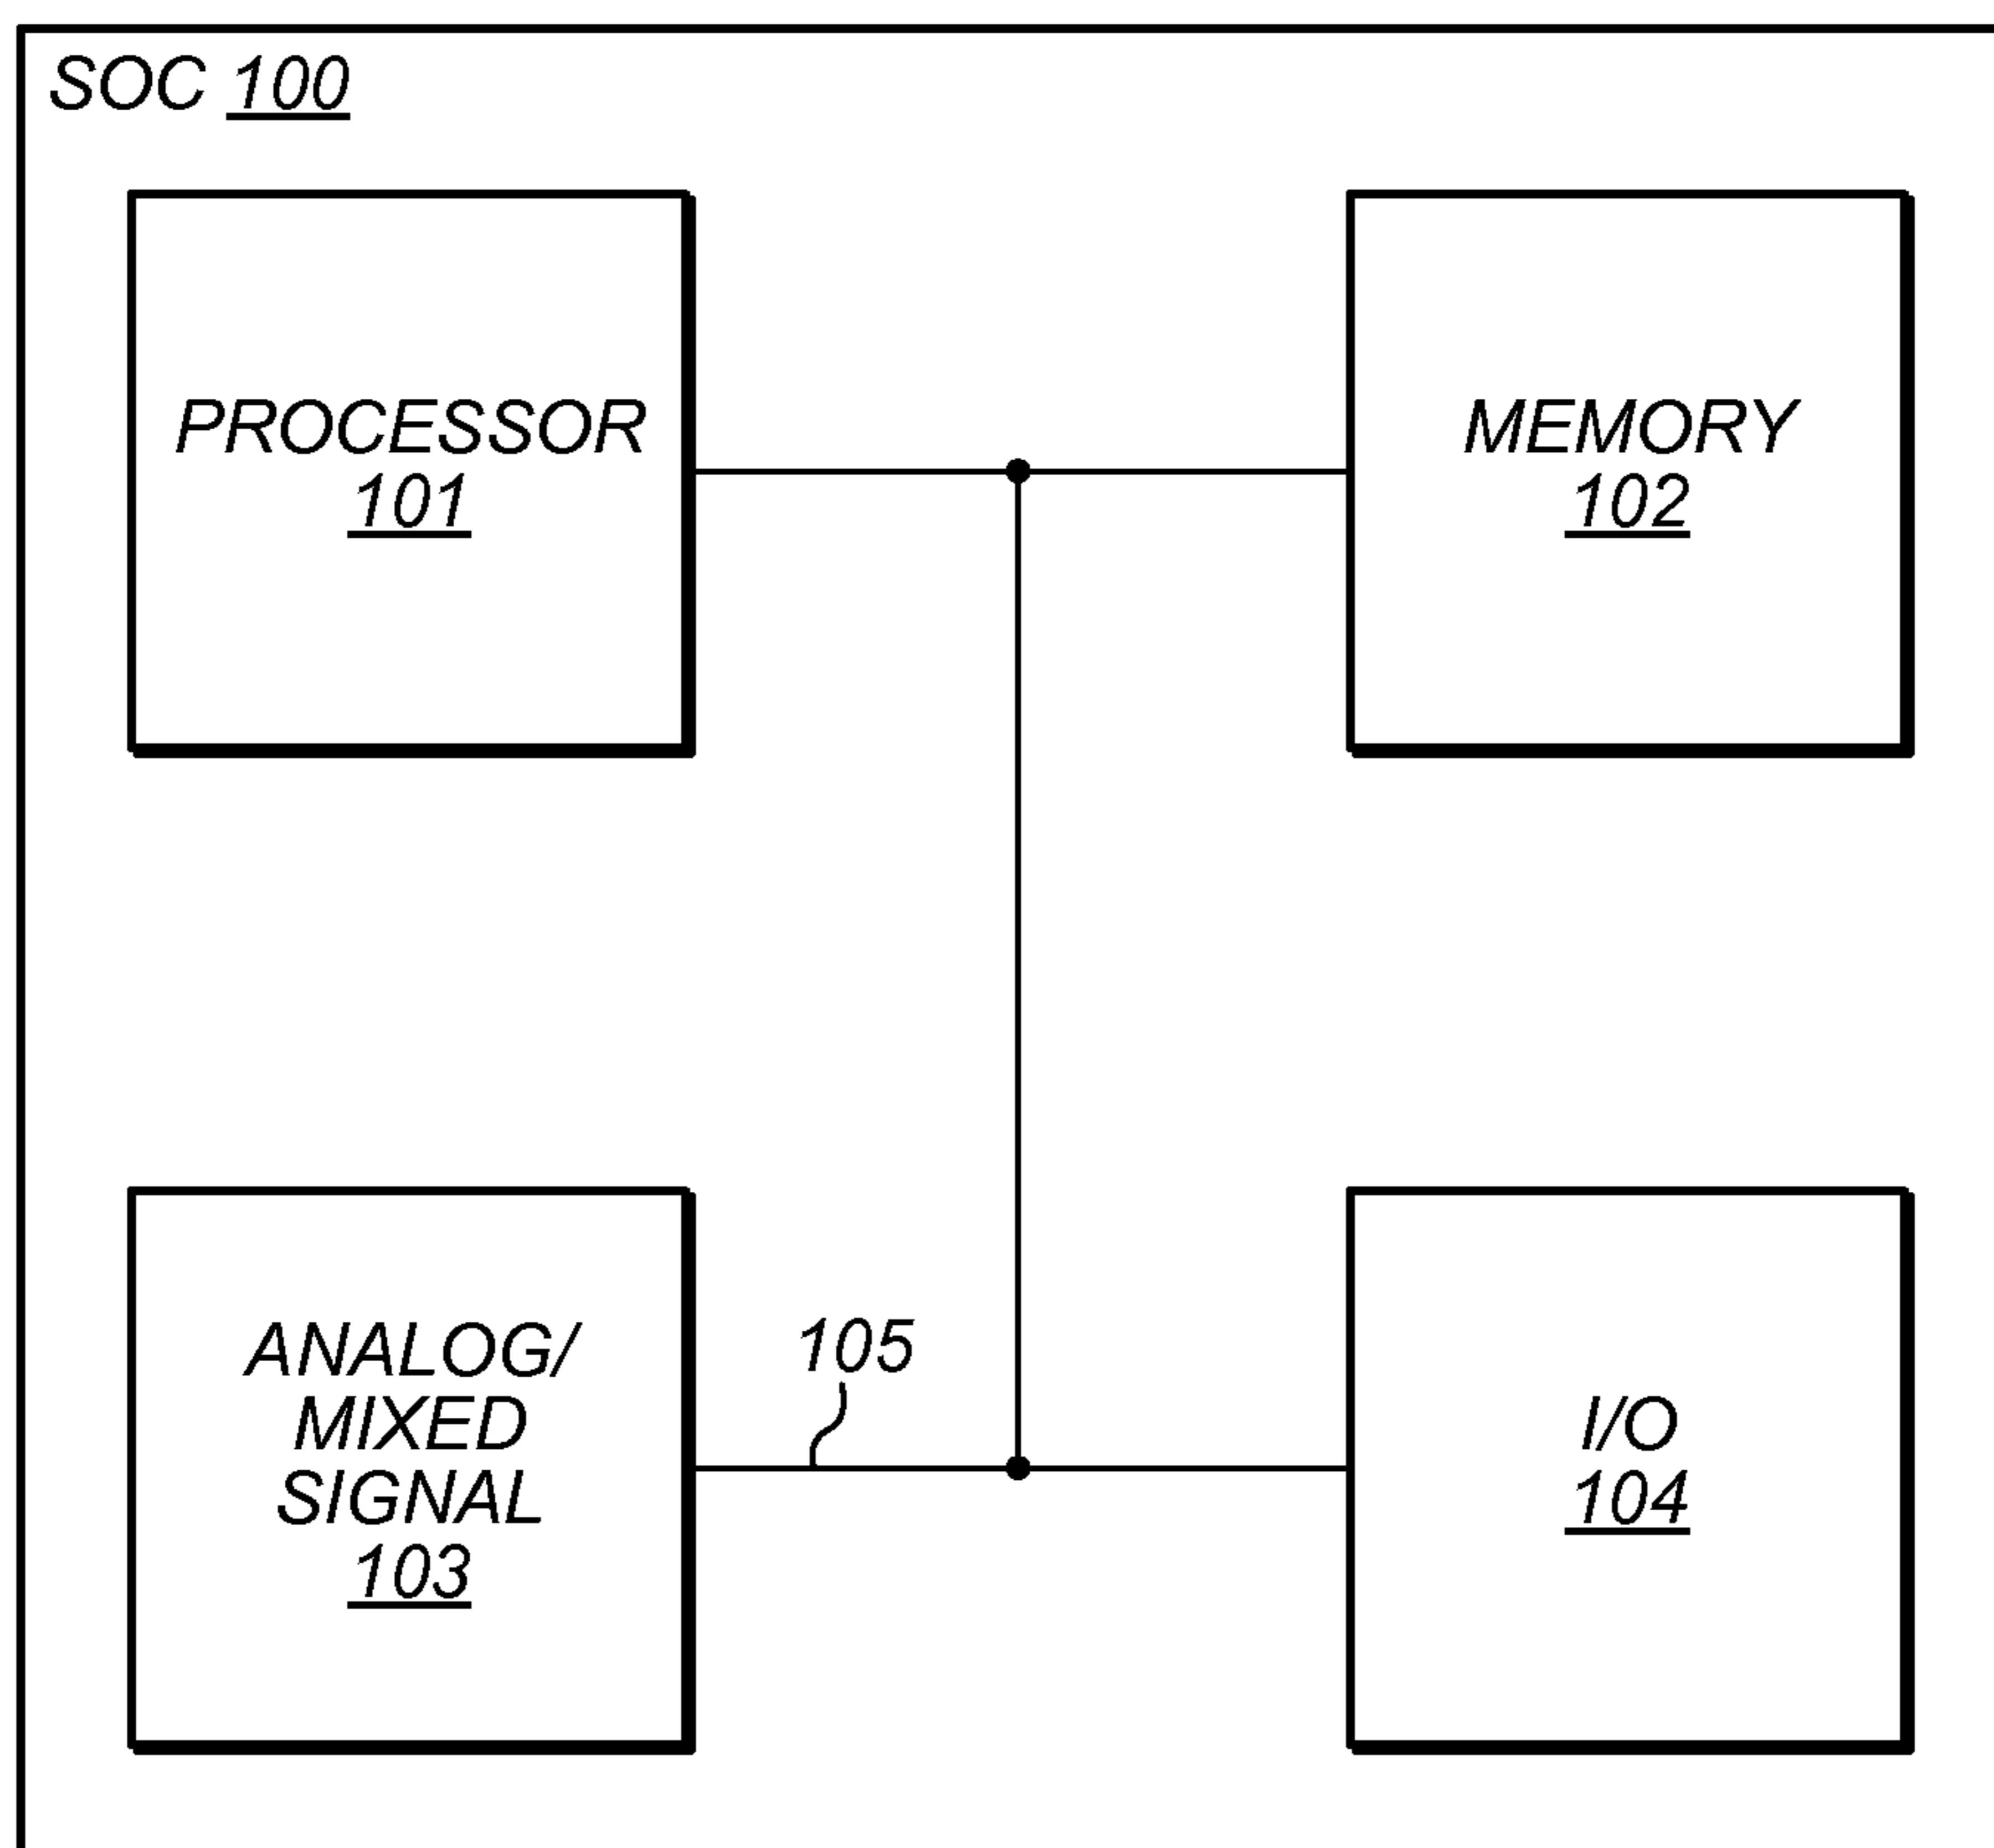 SOC 100
PROCESSOR
101
MEMORY
102
ANALOG/
MIXED
SIGNAL
103
105
I/O
104